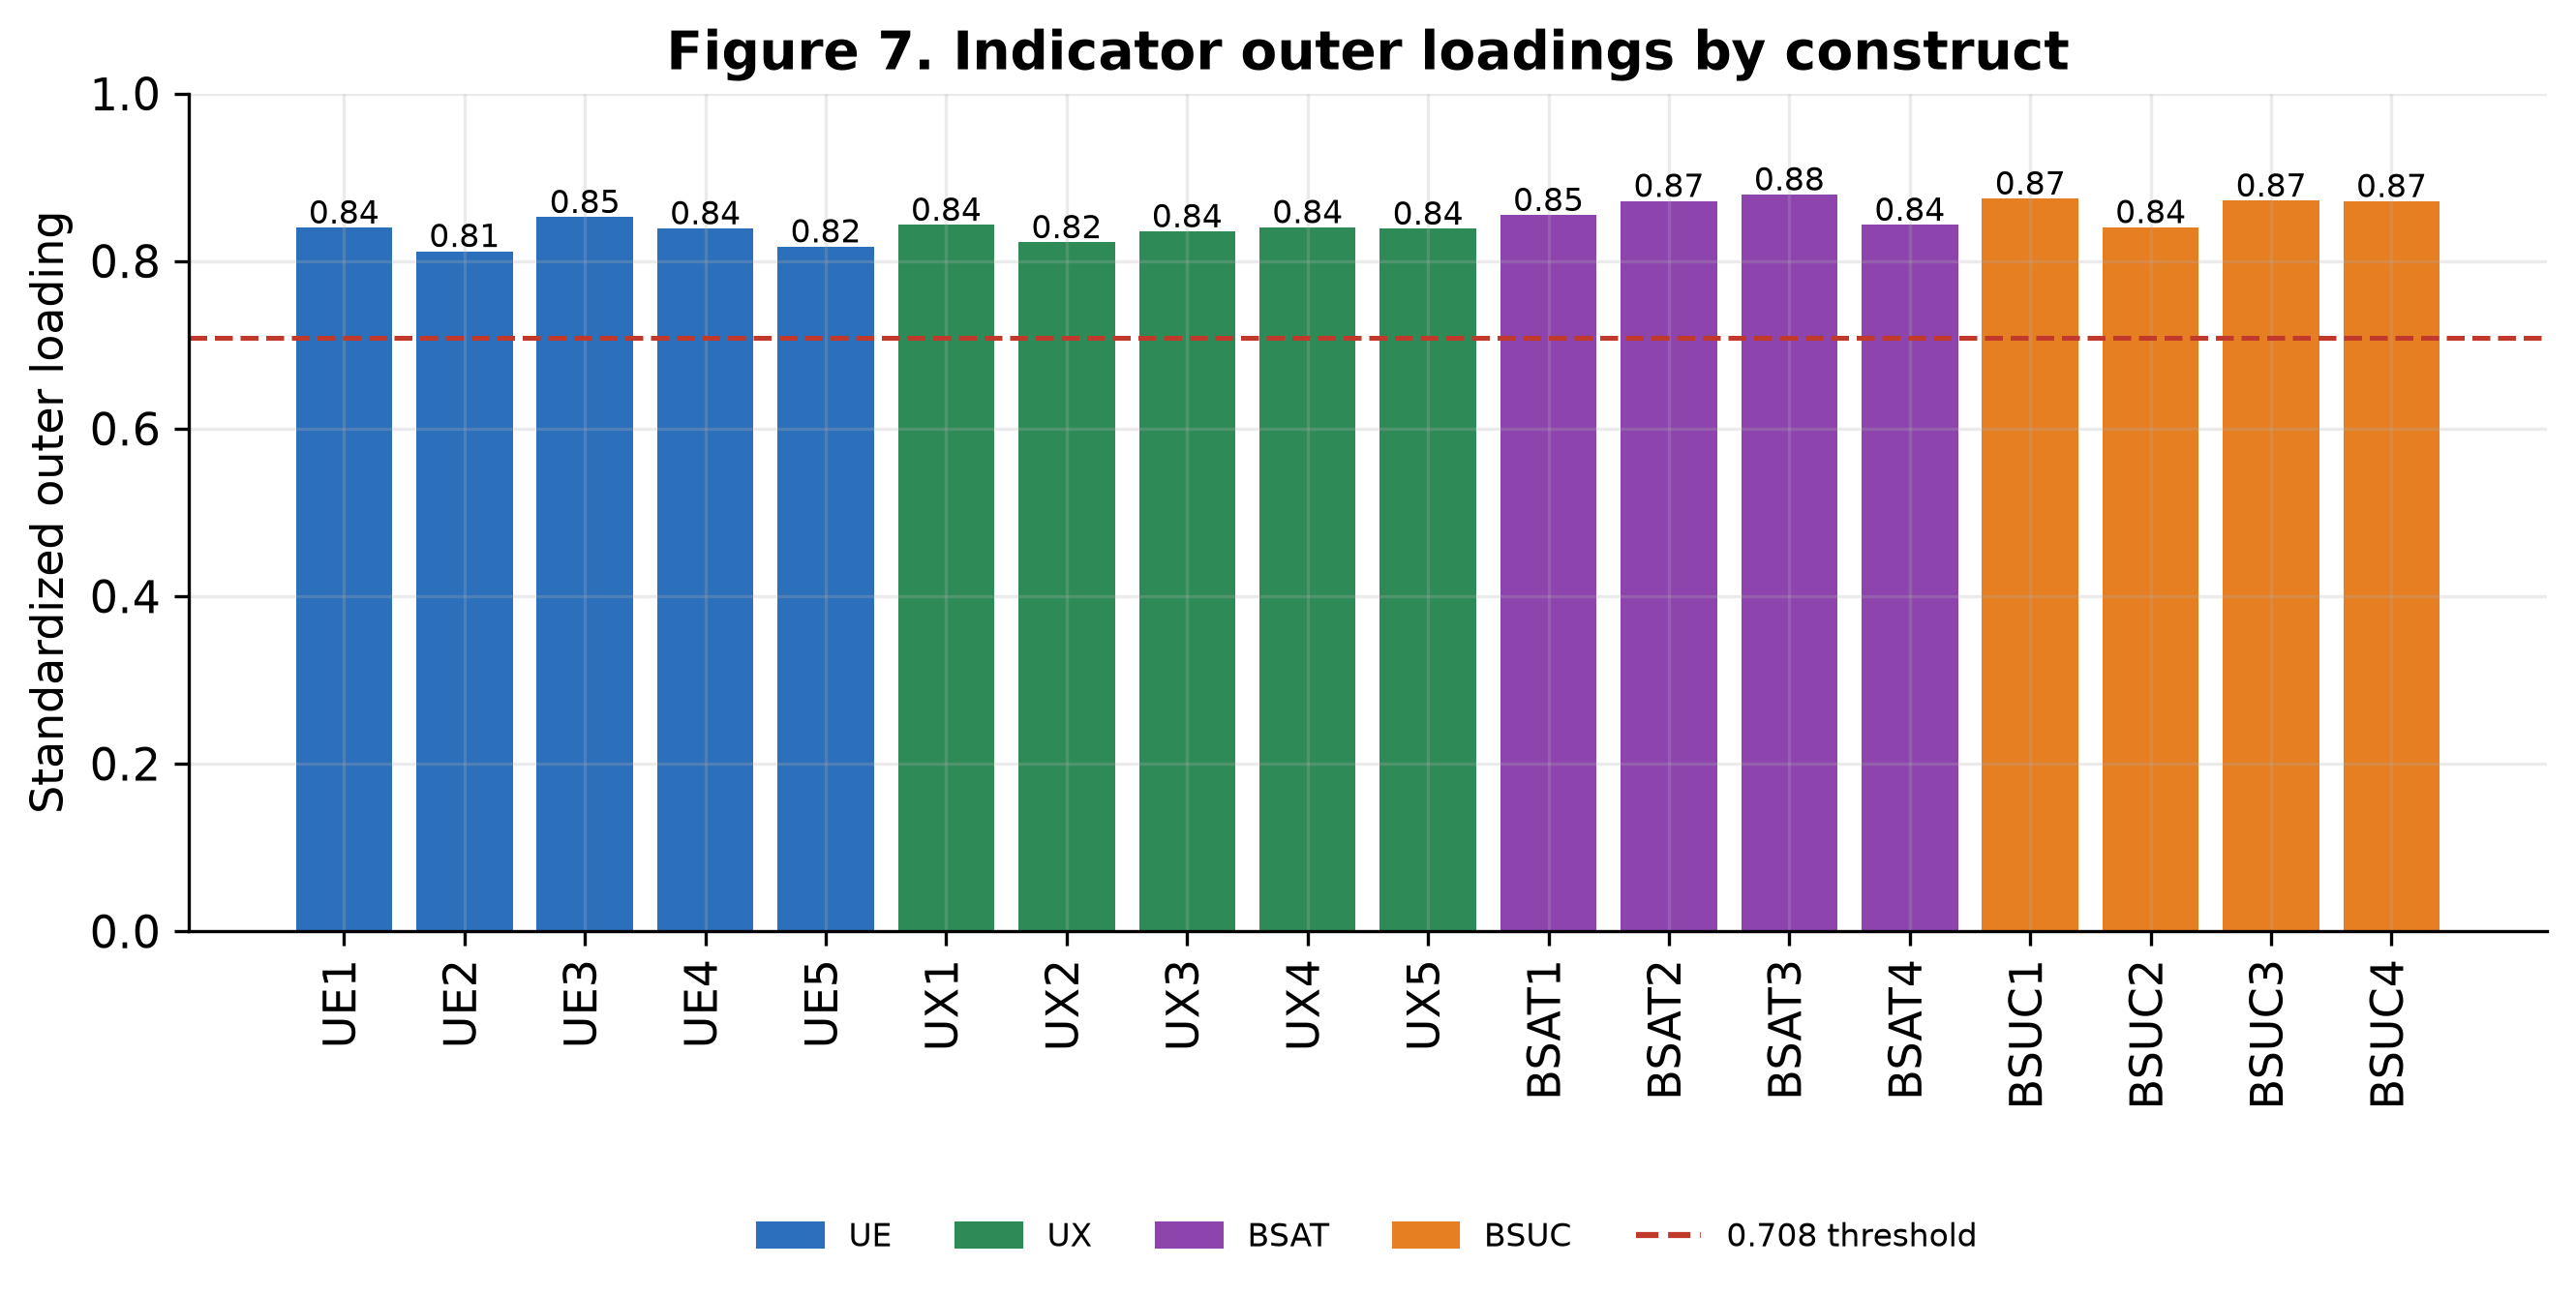 Figure 7. Indicator outer loadings by construct
Standardized outer loading
1.0
0.8
0.6
0.4
0.2
0.0
0.84 0.81 0.85 0.84 0.82 0.84 0.82 0.84 0.84 0.84 0.85 0.87 0.88 0.84 0.87 0.84 0.87 0.87
UE1 UE2 UE3 UE4 UE5 UX1 UX2 UX3 UX4 UX5 BSAT1 BSAT2 BSAT3 BSAT4 BSUC1 BSUC2 BSUC3 BSUC4
UE UX BSAT BSUC 0.708 threshold